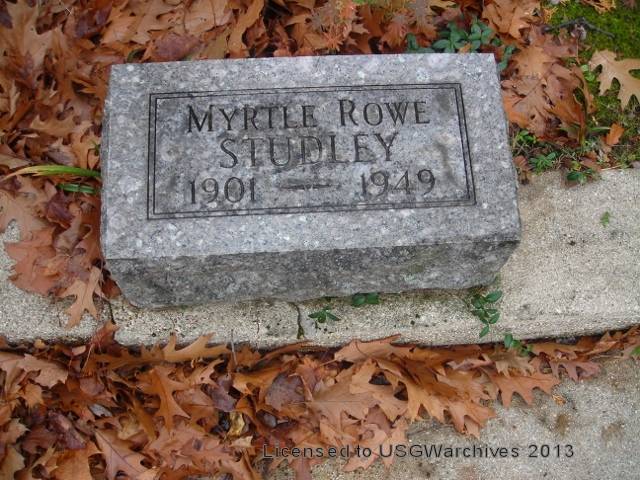 MYRTLE ROWE
STUDLEY
1901 — 1949
Licensed to USGWarchives 2013